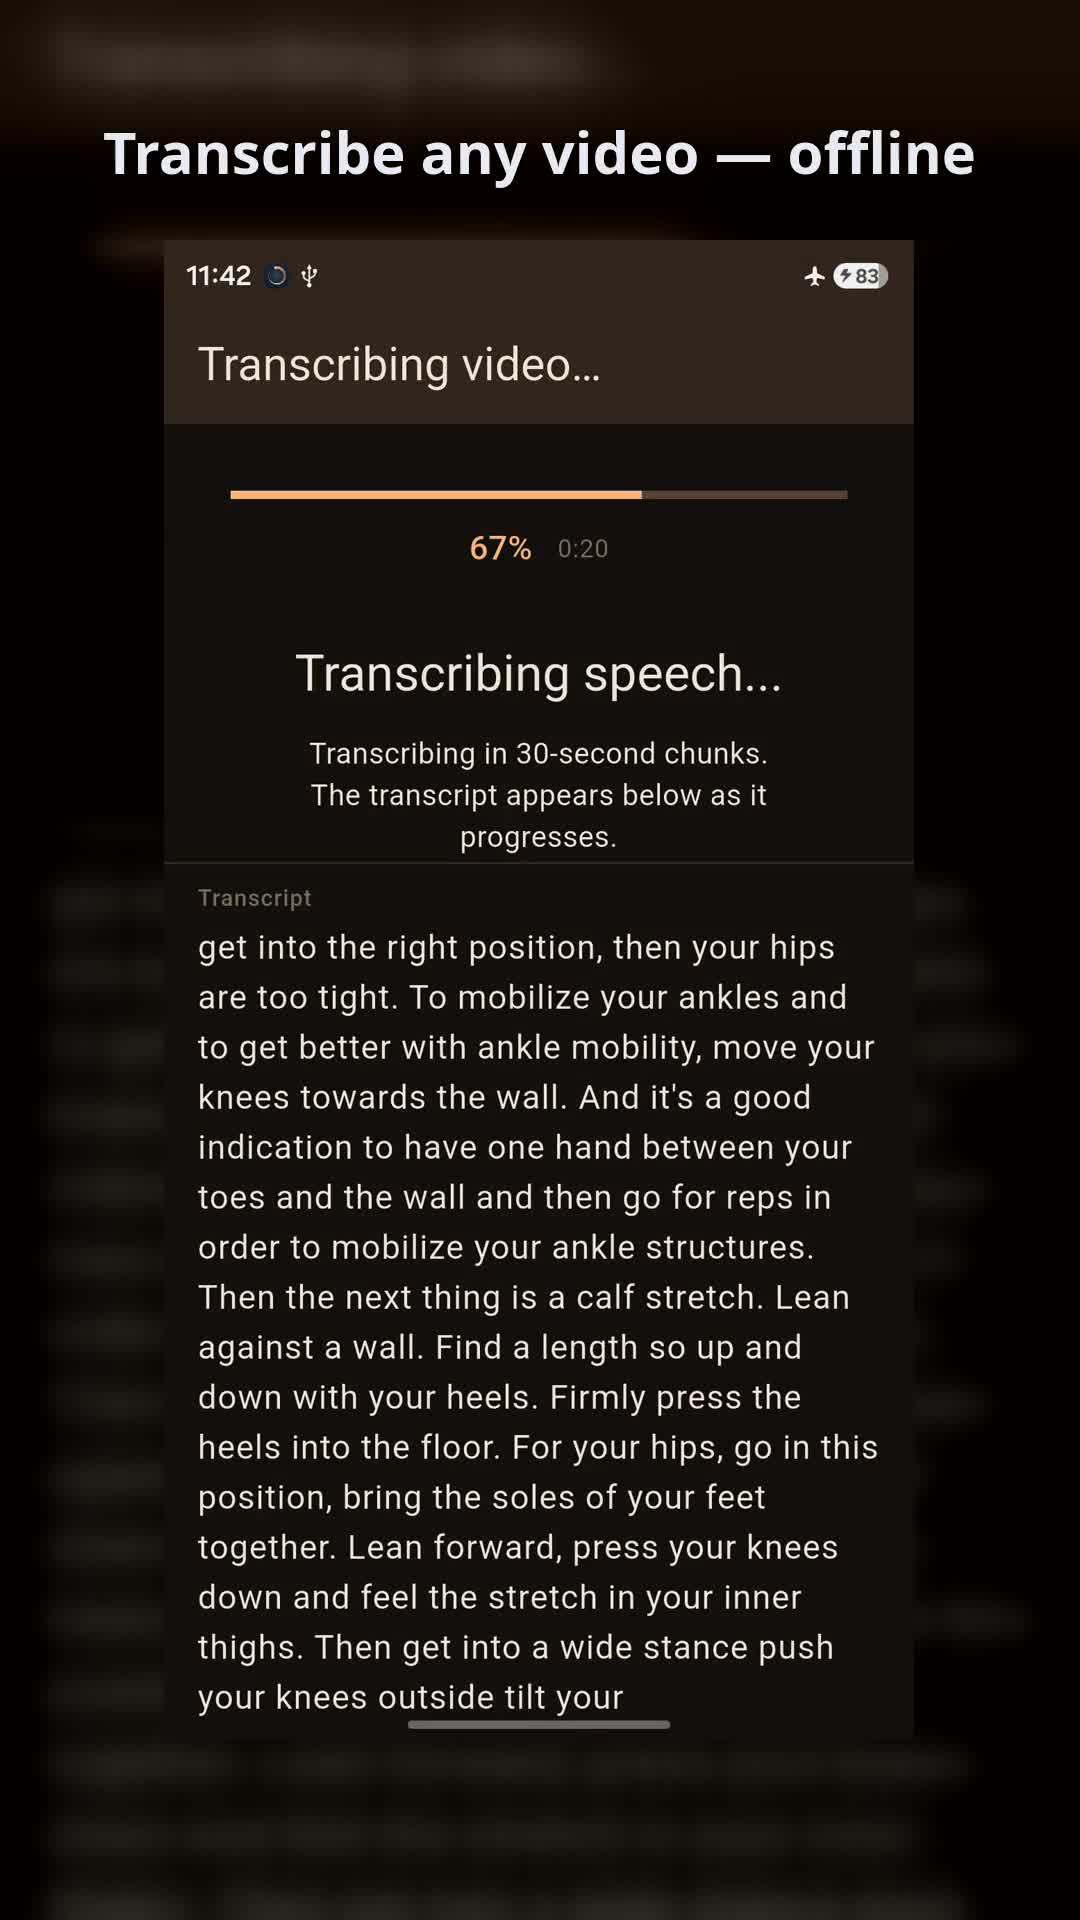 Transcribe any video — offline
11:42
83
Transcribing video…
67% 0:20
Transcribing speech...
Transcribing in 30-second chunks.
The transcript appears below as it
progresses.
Transcript
get into the right position, then your hips
are too tight. To mobilize your ankles and
to get better with ankle mobility, move your
knees towards the wall. And it's a good
indication to have one hand between your
toes and the wall and then go for reps in
order to mobilize your ankle structures.
Then the next thing is a calf stretch. Lean
against a wall. Find a length so up and
down with your heels. Firmly press the
heels into the floor. For your hips, go in this
position, bring the soles of your feet
together. Lean forward, press your knees
down and feel the stretch in your inner
thighs. Then get into a wide stance push
your knees outside tilt your